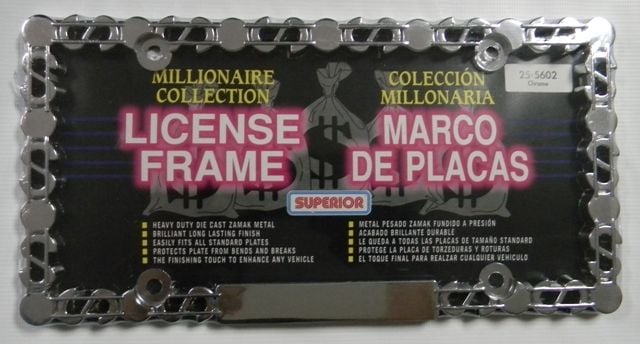 MILLIONAIRE
COLLECTION
LICENSE
FRAME
COLECCIÓN
MILLONARIA
MARCO
DE PLACAS
25-5602
Chrome
SUPERIOR
HEAVY DUTY DIE CAST ZAMAK METAL
BRILLIANT LONG LASTING FINISH
EASILY FITS ALL STANDARD PLATES
PROTECTS PLATE FROM BENDS AND BREAKS
THE FINISHING TOUCH TO ENHANCE ANY VEHICLE
METAL PESADO ZAMAK FUNDIDO A PRESIÓN
ACABADO BRILLANTE DURABLE
LE QUEDA A TODAS LAS PLACAS DE TAMAÑO STANDARD
PROTEGE LA PLACA DE TORZEDURAS Y ROTURAS
EL TOQUE FINAL PARA REALZAR CUALQUIER VEHICULO